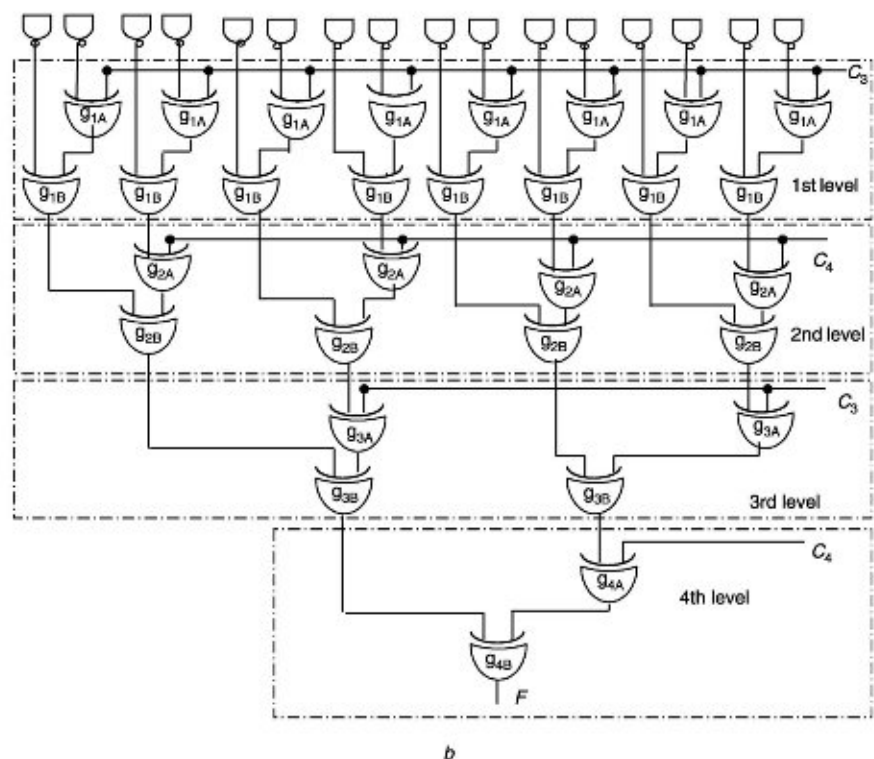 C3
g1A g1A g1A g1A g1A g1A g1A g1A
g1B g1B g1B g1B g1B g1B g1B g1B
1st level
g2A g2A g2A g2A
C4
g2B g2B g2B g2B
2nd level
C3
g3A g3A
g3B g3B
3rd level
C4
g4A
4th level
g4B
F
b